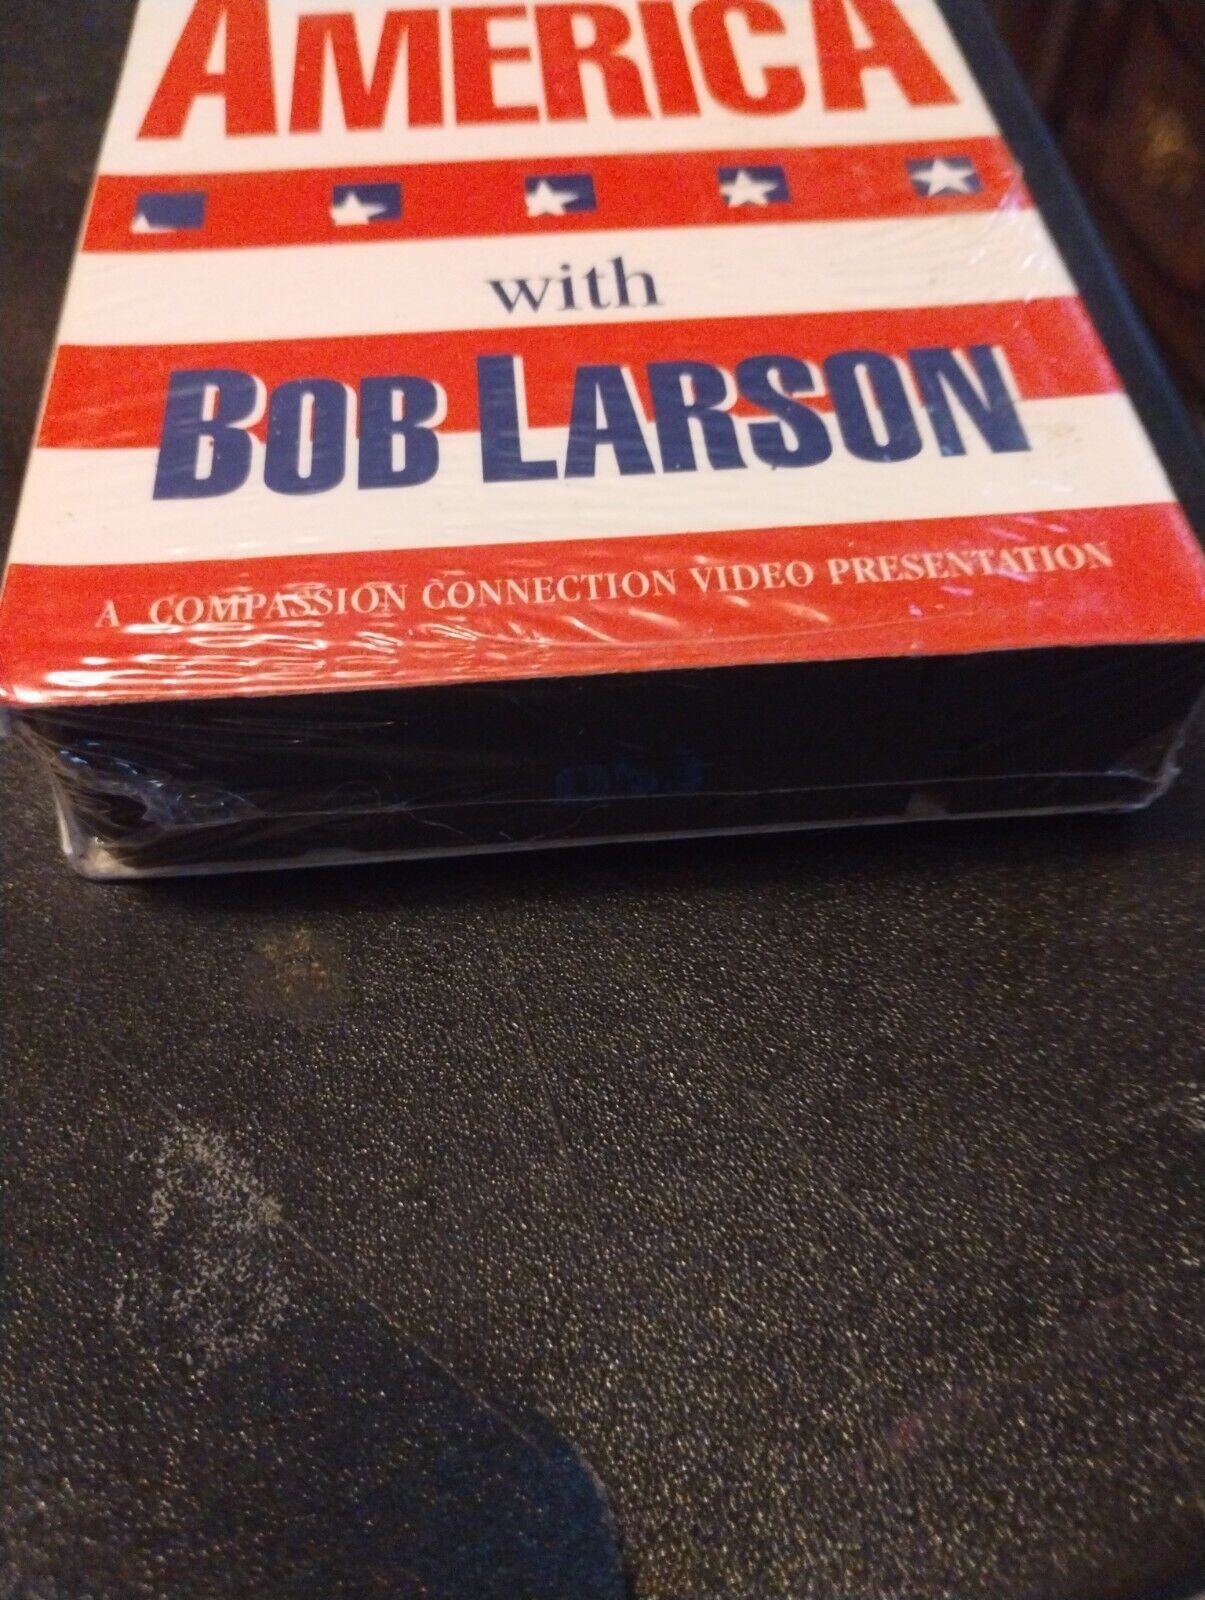 AMERICA
with
BOB LARSON
A COMPASSION CONNECTION VIDEO PRESENTATION